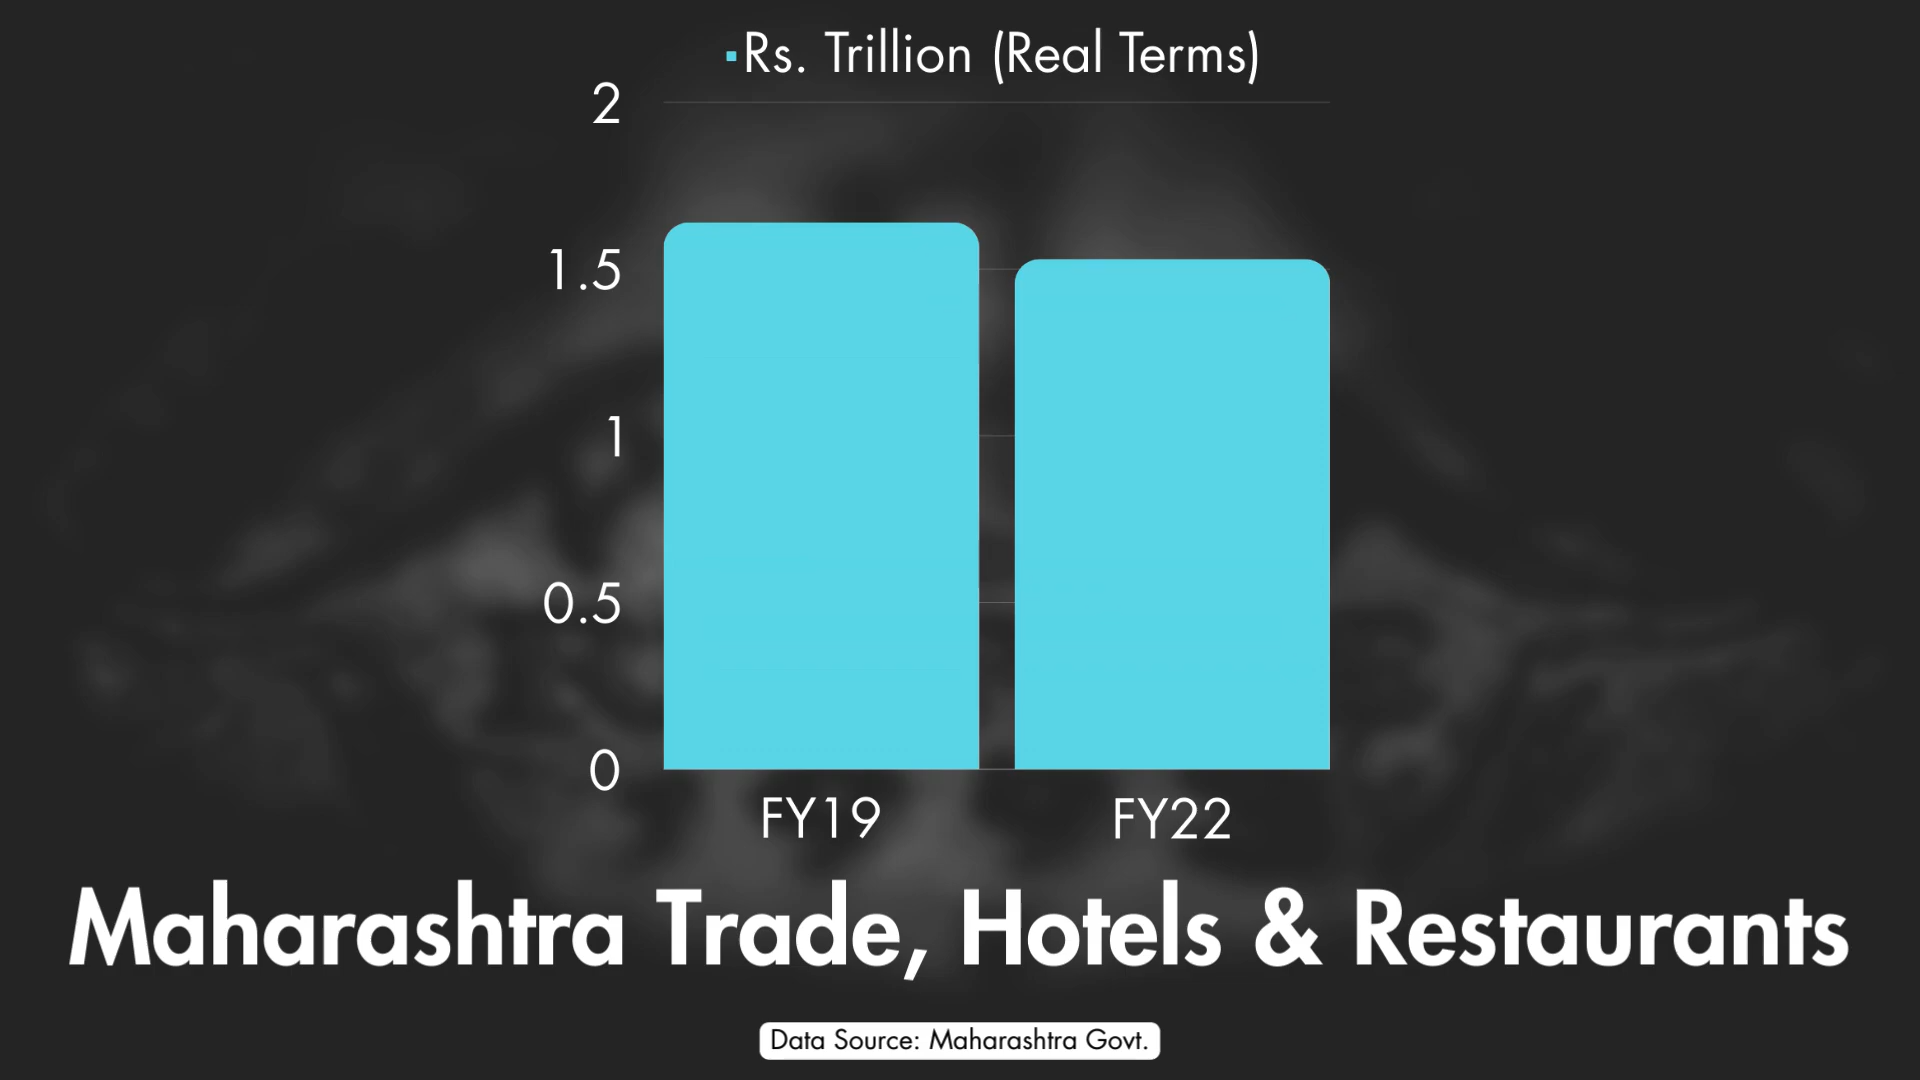 Rs. Trillion (Real Terms)
2
1.5
1
0.5
0
FY19 FY22
Maharashtra Trade, Hotels & Restaurants
Data Source: Maharashtra Govt.